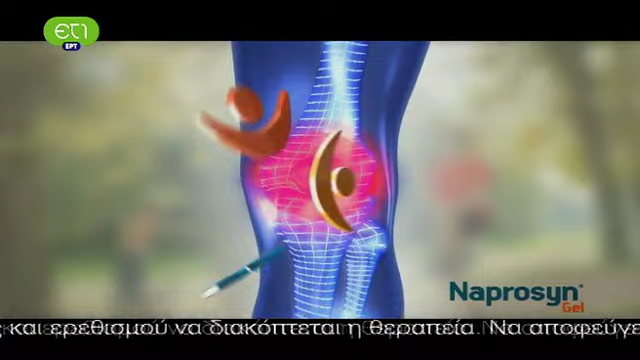 ετ1
ΕΡΤ
Naprosyn®
Gel
ς και ερεθισμού να διακόπτεται η θεραπεία. Να αποφεύγε